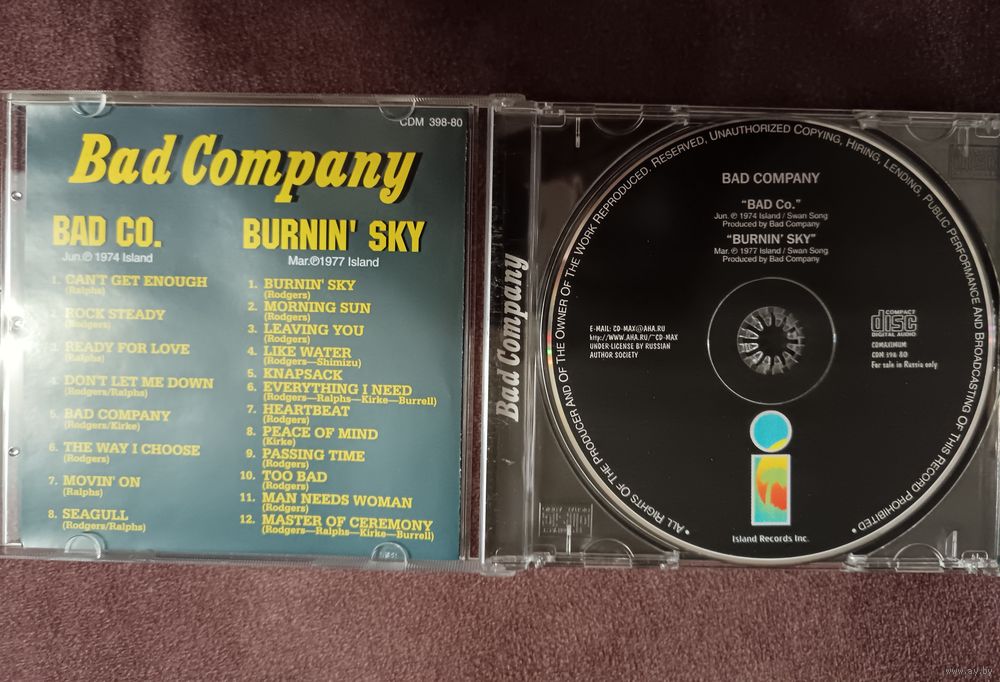 CDM 398-80
Bad Company
BAD CO.
Jun.℗ 1974 Island
1. CAN'T GET ENOUGH
(Ralphs)
2. ROCK STEADY
(Rodgers)
3. READY FOR LOVE
(Ralphs)
4. DON'T LET ME DOWN
(Rodgers/Ralphs)
5. BAD COMPANY
(Rodgers/Kirke)
6. THE WAY I CHOOSE
(Rodgers)
7. MOVIN' ON
(Ralphs)
8. SEAGULL
(Rodgers/Ralphs)
BURNIN' SKY
Mar.℗1977 Island
1. BURNIN' SKY
(Rodgers)
2. MORNING SUN
(Rodgers)
3. LEAVING YOU
(Rodgers)
4. LIKE WATER
(Rodgers—Shimizu)
5. KNAPSACK
6. EVERYTHING I NEED
(Rodgers—Ralphs—Kirke—Burrell)
7. HEARTBEAT
(Rodgers)
8. PEACE OF MIND
(Kirke)
9. PASSING TIME
(Rodgers)
10. TOO BAD
(Rodgers)
11. MAN NEEDS WOMAN
(Rodgers)
12. MASTER OF CEREMONY
(Rodgers—Ralphs—Kirke—Burrell)
Bad Company
• ALL RIGHTS OF THE PRODUCER AND OF THE OWNER OF THE WORK REPRODUCED, RESERVED, UNAUTHORIZED COPYING, HIRING, LENDING, PUBLIC PERFORMANCE AND BROADCASTING OF THIS RECORD PROHIBITED •
BAD COMPANY
"BAD Co."
Jun. ℗ 1974 Island / Swan Song
Produced by Bad Company
"BURNIN' SKY"
Mar. ℗ 1977 Island / Swan Song
Produced by Bad Company
E-MAIL: CD-MAX@AHA.RU
http://WWW.AHA.RU/~CD-MAX
UNDER LICENSE BY RUSSIAN
AUTHOR SOCIETY
COMPACT
disc
DIGITAL AUDIO
CDMAXIMUM
CDM 398 80
For sale in Russia only
i
Island Records Inc.
www.ay.by